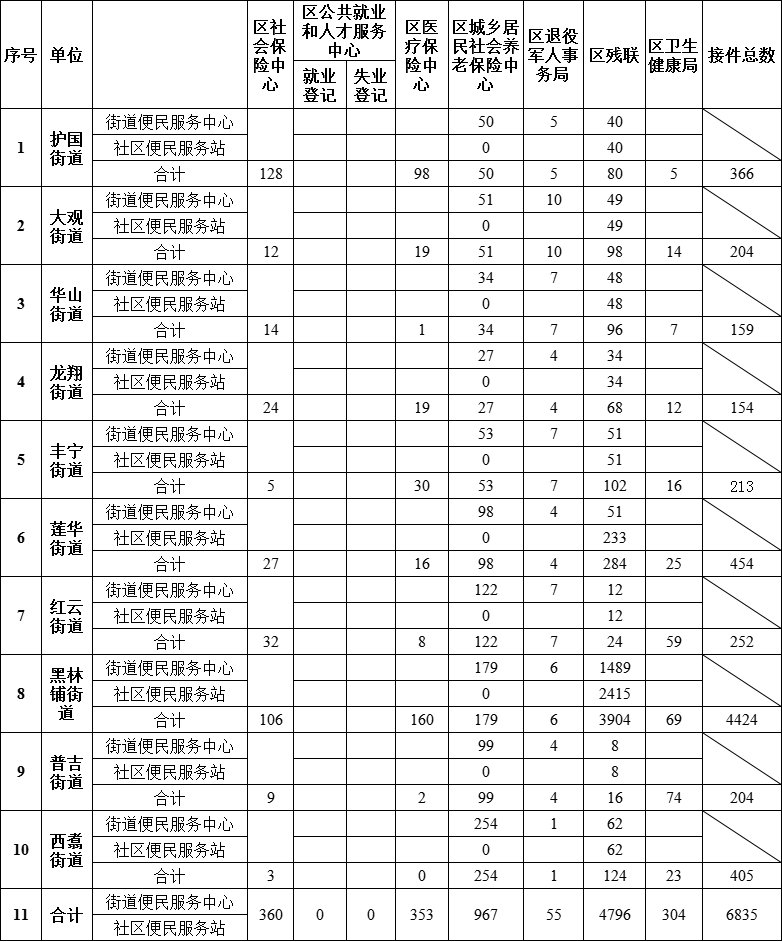 序号 单位 区社会保险中心 区公共就业和人才服务中心 区医疗保险中心 区城乡居民社会养老保险中心 区退役军人事务局 区残联 区卫生健康局 接件总数
就业登记 失业登记
1 护国街道 街道便民服务中心 50 5 40
社区便民服务站 0 40
合计 128 98 50 5 80 5 366
2 大观街道 街道便民服务中心 51 10 49
社区便民服务站 0 49
合计 12 19 51 10 98 14 204
3 华山街道 街道便民服务中心 34 7 48
社区便民服务站 0 48
合计 14 1 34 7 96 7 159
4 龙翔街道 街道便民服务中心 27 4 34
社区便民服务站 0 34
合计 24 19 27 4 68 12 154
5 丰宁街道 街道便民服务中心 53 7 51
社区便民服务站 0 51
合计 5 30 53 7 102 16 213
6 莲华街道 街道便民服务中心 98 4 51
社区便民服务站 0 233
合计 27 16 98 4 284 25 454
7 红云街道 街道便民服务中心 122 7 12
社区便民服务站 0 12
合计 32 8 122 7 24 59 252
8 黑林铺街道 街道便民服务中心 179 6 1489
社区便民服务站 0 2415
合计 106 160 179 6 3904 69 4424
9 普吉街道 街道便民服务中心 99 4 8
社区便民服务站 0 8
合计 9 2 99 4 16 74 204
10 西翥街道 街道便民服务中心 254 1 62
社区便民服务站 0 62
合计 3 0 254 1 124 23 405
11 合计 街道便民服务中心 360 0 0 353 967 55 4796 304 6835
社区便民服务站